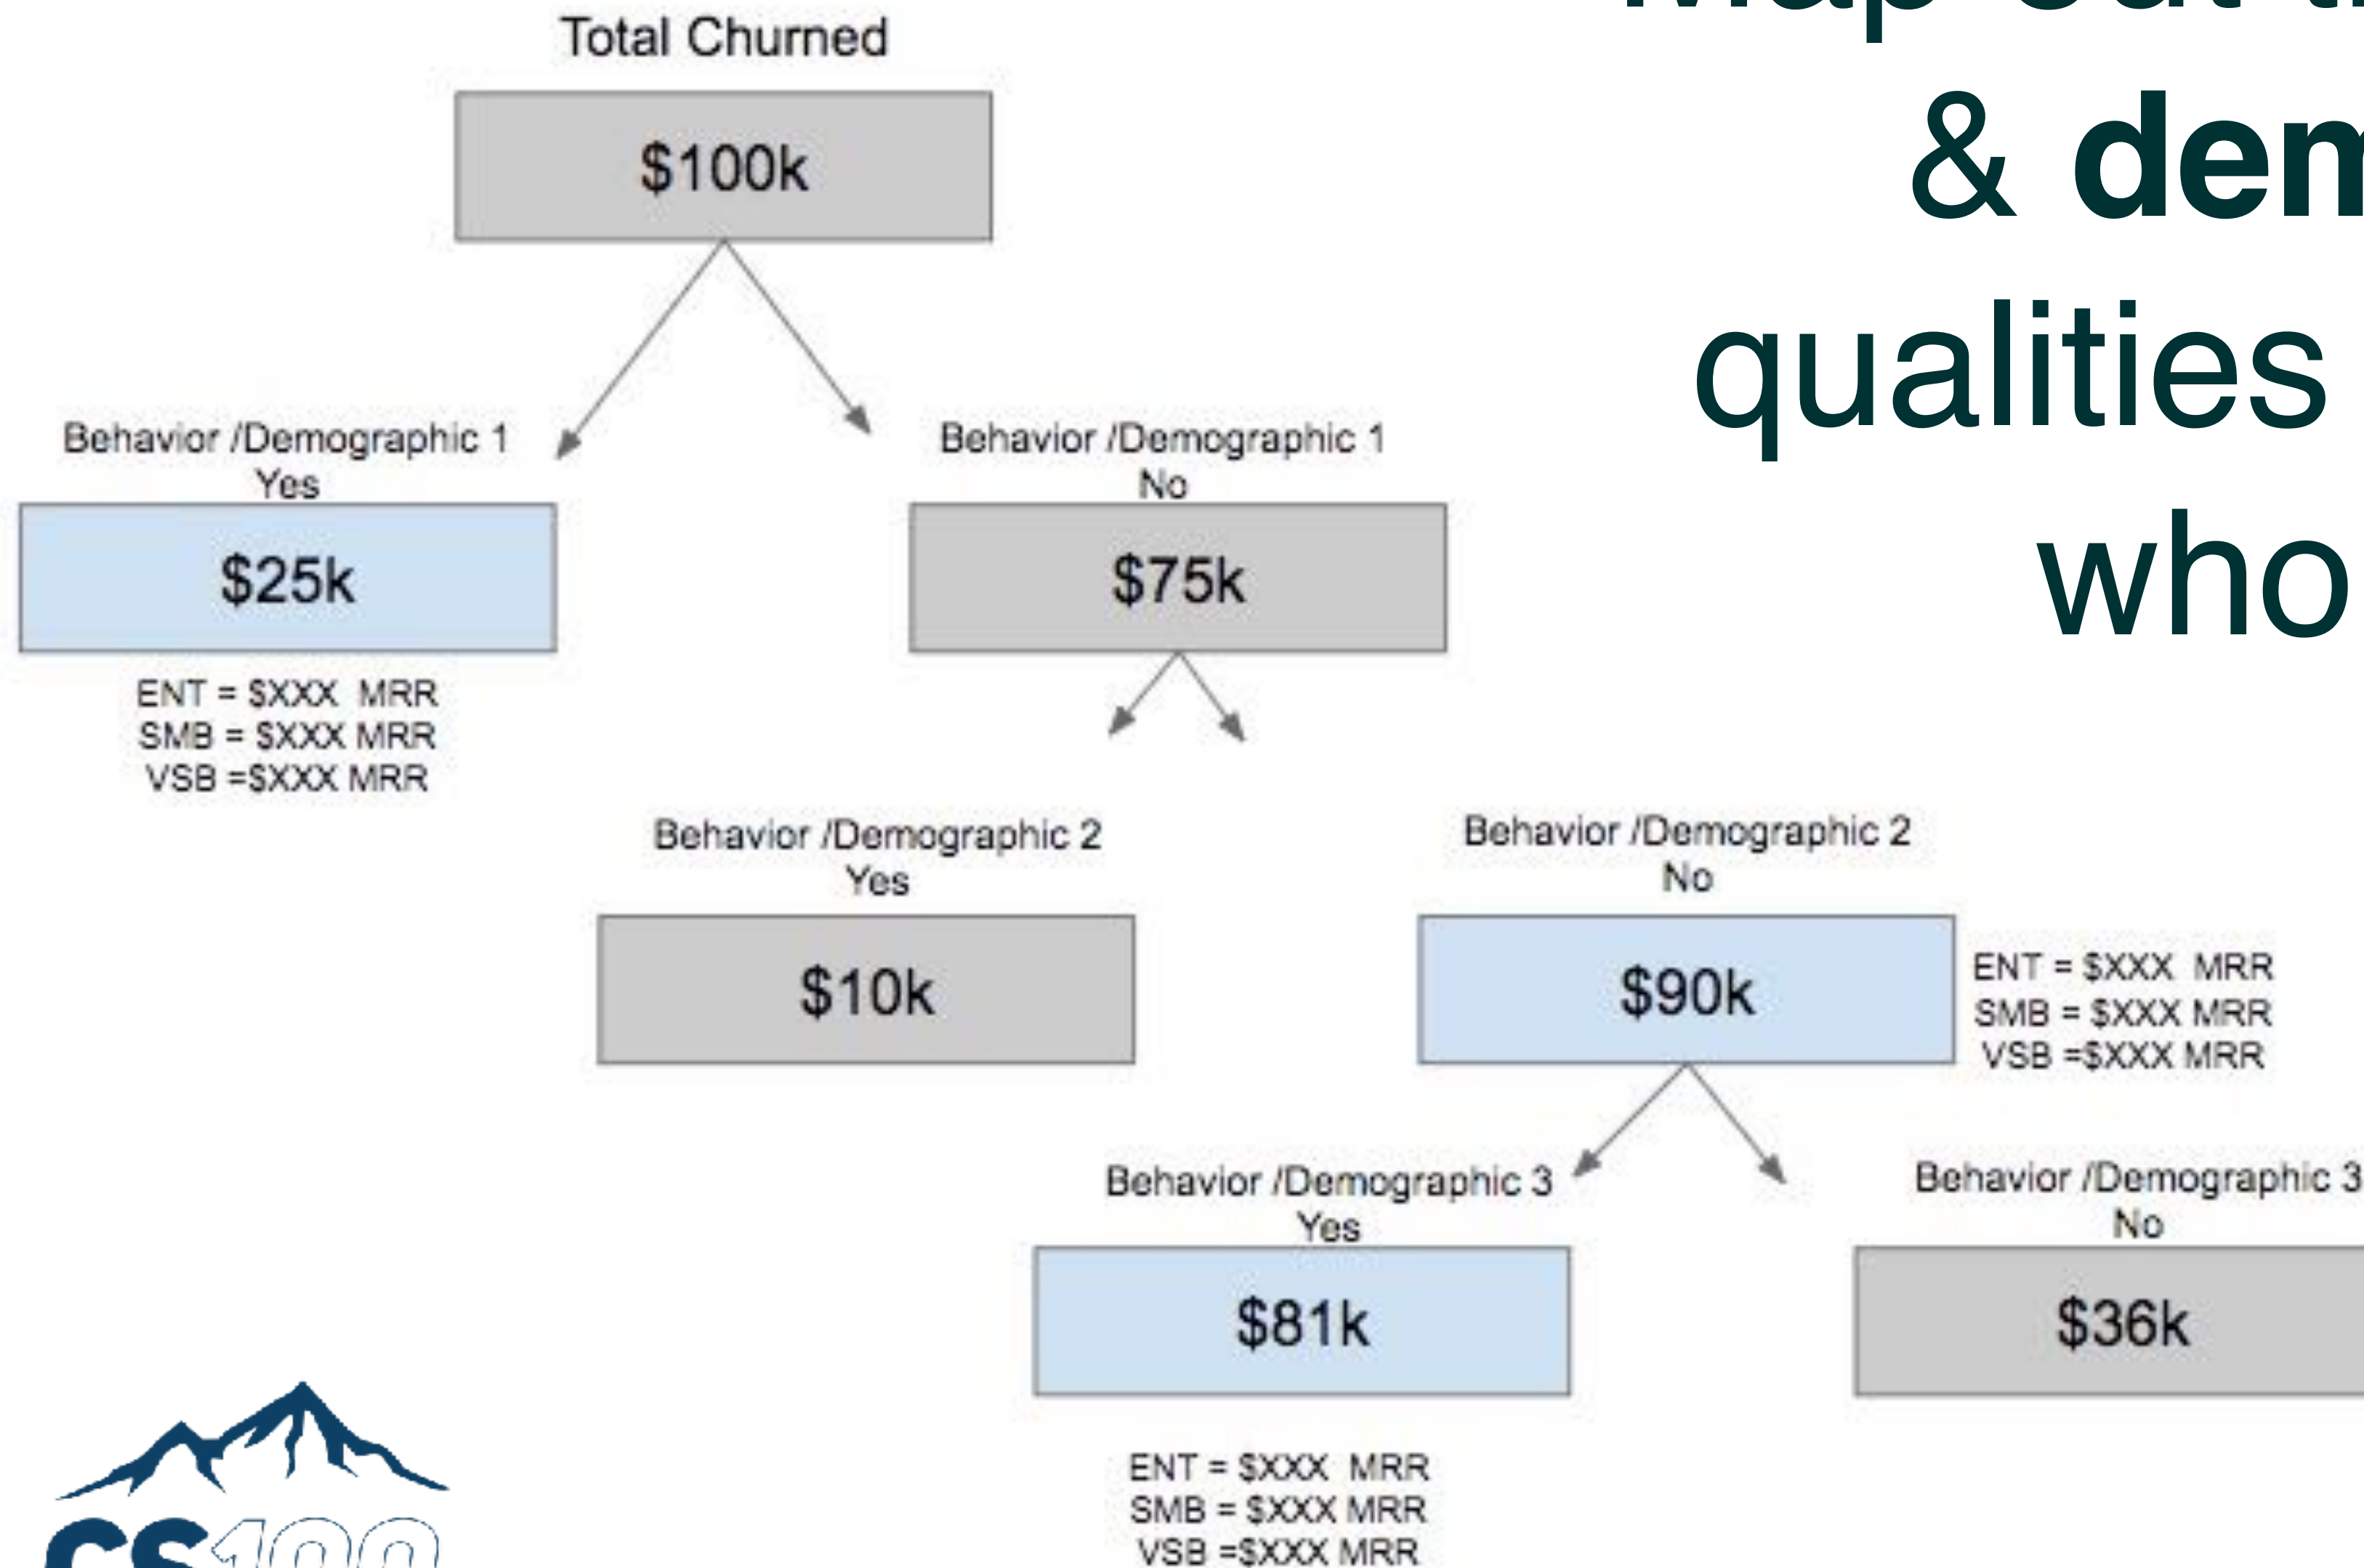 Total Churned
$100k
& dem
qualities
who
Behavior /Demographic 1
Yes
$25k
ENT = $XXX  MRR
SMB = $XXX MRR
VSB =$XXX MRR
Behavior /Demographic 1
No
$75k
Behavior /Demographic 2
Yes
$10k
Behavior /Demographic 2
No
$90k
ENT = $XXX  MRR
SMB = $XXX MRR
VSB =$XXX MRR
Behavior /Demographic 3
Yes
$81k
ENT = $XXX  MRR
SMB = $XXX MRR
VSB =$XXX MRR
Behavior /Demographic 3
No
$36k
CS100